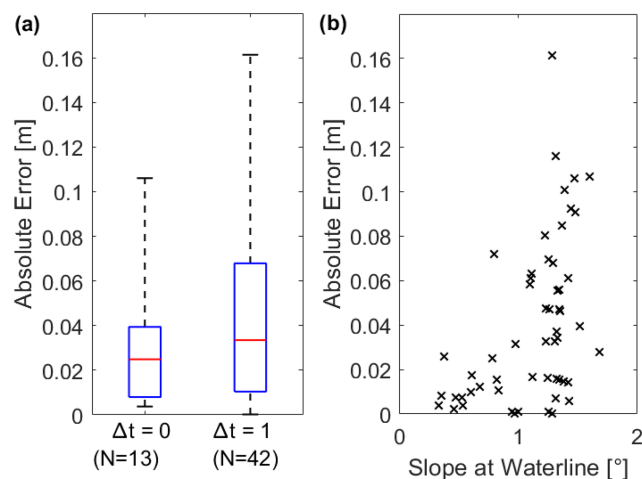 (a)
Absolute Error [m]
0.16
0.14
0.12
0.1
0.08
0.06
0.04
0.02
0
Δt = 0 Δt = 1
(N=13) (N=42)
(b)
Absolute Error [m]
0.16
0.14
0.12
0.1
0.08
0.06
0.04
0.02
0
0 1 2
Slope at Waterline [°]